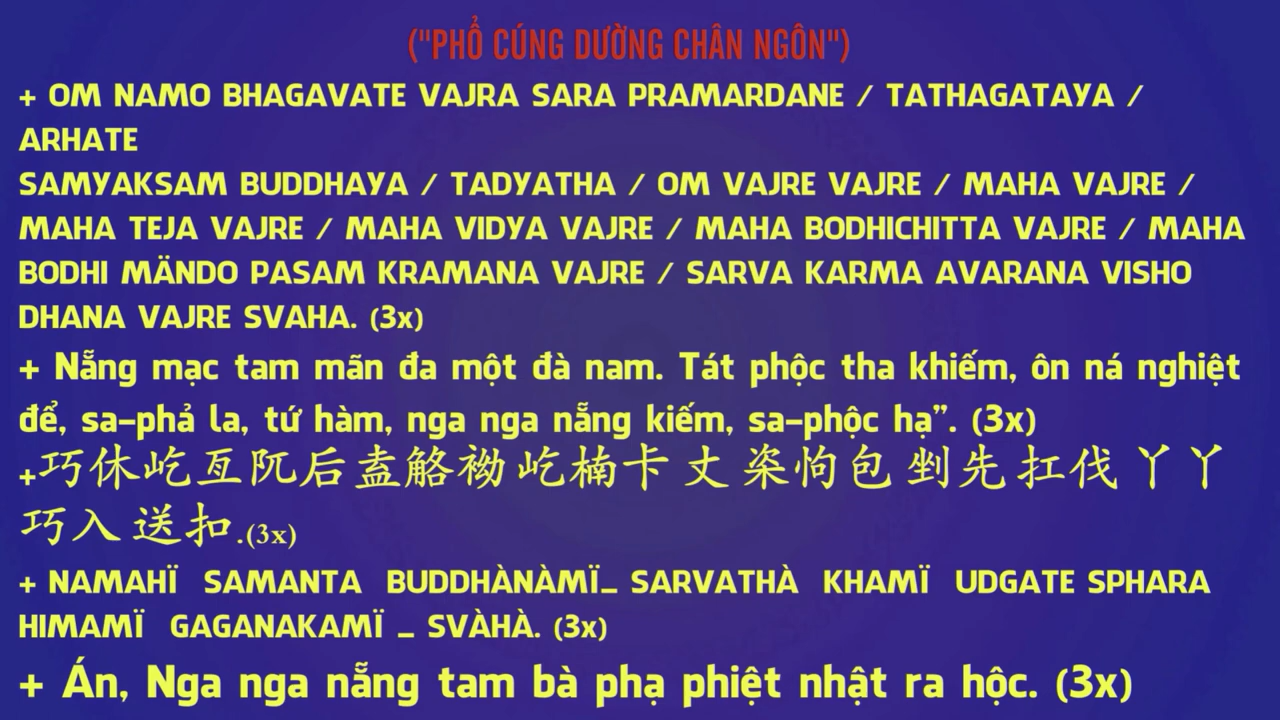 ("PHỔ CÚNG DƯỜNG CHÂN NGÔN")
+ OM NAMO BHAGAVATE VAJRA SARA PRAMARDANE / TATHAGATAYA /
ARHATE
SAMYAKSAM BUDDHAYA / TADYATHA / OM VAJRE VAJRE / MAHA VAJRE /
MAHA TEJA VAJRE / MAHA VIDYA VAJRE / MAHA BODHICHITTA VAJRE / MAHA
BODHI MÄNDO PASAM KRAMANA VAJRE / SARVA KARMA AVARANA VISHO
DHANA VAJRE SVAHA. (3x)
+ Nẵng mạc tam mãn đa một đà nam. Tát phộc tha khiếm, ôn ná nghiệt
để, sa-phả la, tứ hàm, nga nga nẵng kiếm, sa-phộc hạ”. (3x)
+巧休屹亙阢后盍觡袎 屹楠卡 丈 栥怐包 剉先 扛伐 丫丫
巧入 送扣.(3x)
+ NAMAHÏ SAMANTA BUDDHÀNÀMÏ_ SARVATHÀ KHAMÏ UDGATE SPHARA
HIMAMÏ GAGANAKAMÏ _ SVÀHÀ. (3x)
+ Án, Nga nga nẵng tam bà phạ phiệt nhật ra hộc. (3x)